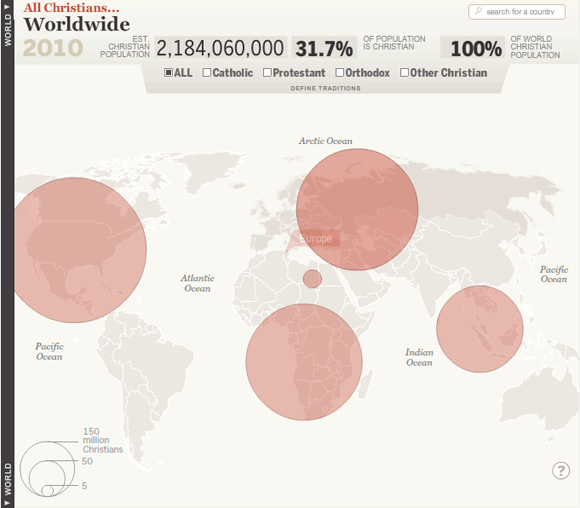 WORLD
All Christians...
Worldwide
2010
EST.
CHRISTIAN
POPULATION
2,184,060,000
31.7%
OF POPULATION
IS CHRISTIAN
100%
OF WORLD
CHRISTIAN
POPULATION
search for a country
ALL Catholic Protestant Orthodox Other Christian
DEFINE TRADITIONS
Arctic Ocean
Europe
Atlantic
Ocean
Pacific
Ocean
Pacific
Ocean
Indian
Ocean
150
million
Christians
50
5
?
WORLD